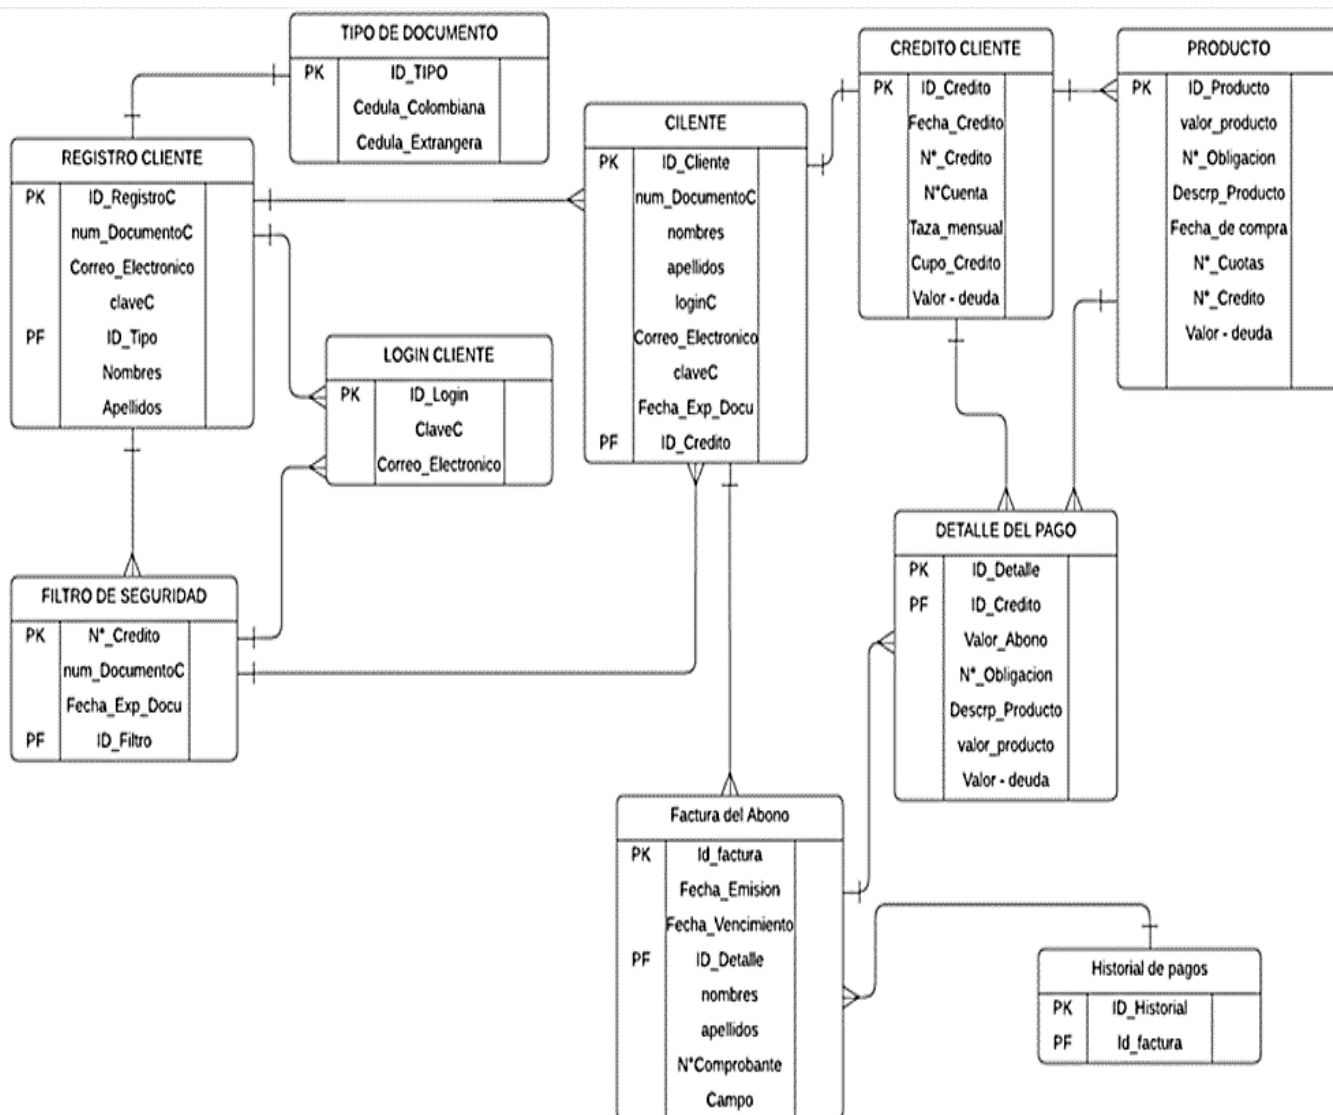 TIPO DE DOCUMENTO
PK ID_TIPO
Cedula_Colombiana
Cedula_Extrangera
REGISTRO CLIENTE
PK ID_RegistroC
num_DocumentoC
Correo_Electronico
claveC
PF ID_Tipo
Nombres
Apellidos
LOGIN CLIENTE
PK ID_Login
ClaveC
Correo_Electronico
FILTRO DE SEGURIDAD
PK N*_Credito
num_DocumentoC
Fecha_Exp_Docu
PF ID_Filtro
CILENTE
PK ID_Cliente
num_DocumentoC
nombres
apellidos
loginC
Correo_Electronico
claveC
Fecha_Exp_Docu
PF ID_Credito
CREDITO CLIENTE
PK ID_Credito
Fecha_Credito
N*_Credito
N*Cuenta
Taza_mensual
Cupo_Credito
Valor - deuda
PRODUCTO
PK ID_Producto
valor_producto
N*_Obligacion
Descrp_Producto
Fecha_de compra
N*_Cuotas
N*_Credito
Valor - deuda
DETALLE DEL PAGO
PK ID_Detalle
PF ID_Credito
Valor_Abono
N*_Obligacion
Descrp_Producto
valor_producto
Valor - deuda
Factura del Abono
PK Id_factura
Fecha_Emision
Fecha_Vencimiento
PF ID_Detalle
nombres
apellidos
N*Comprobante
Campo
Historial de pagos
PK ID_Historial
PF Id_factura